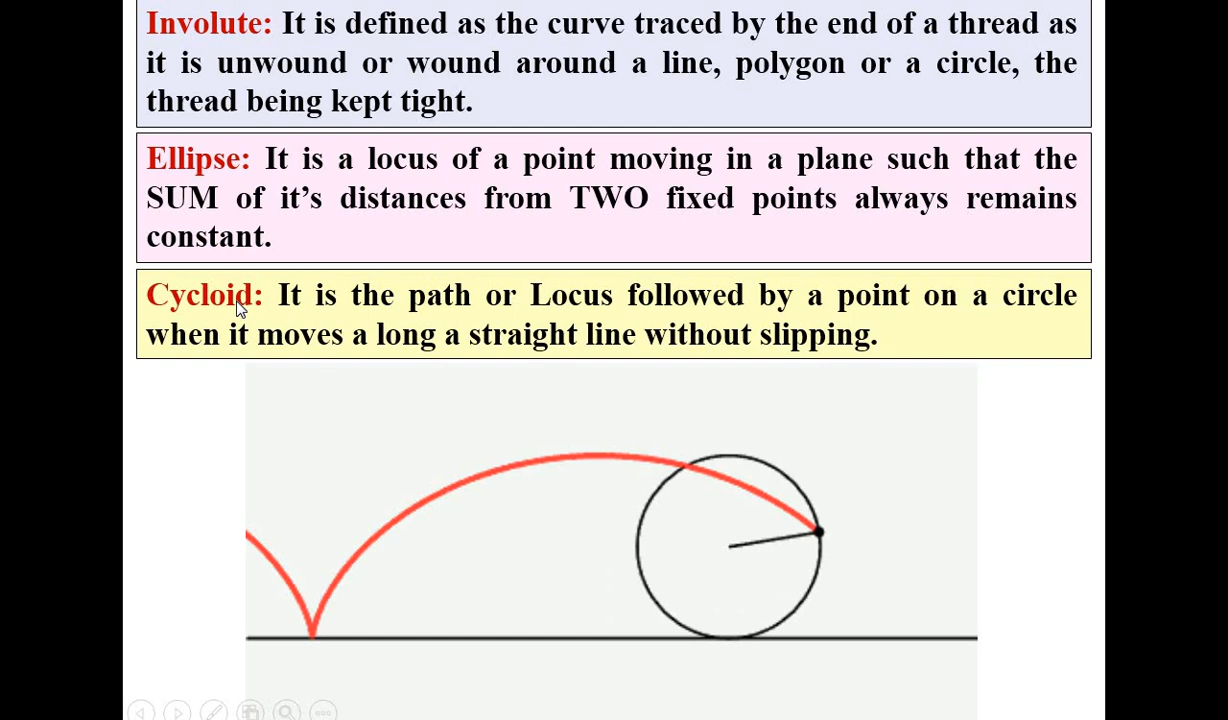 Involute: It is defined as the curve traced by the end of a thread as
it is unwound or wound around a line, polygon or a circle, the
thread being kept tight.
Ellipse: It is a locus of a point moving in a plane such that the
SUM of it’s distances from TWO fixed points always remains
constant.
Cycloid: It is the path or Locus followed by a point on a circle
when it moves a long a straight line without slipping.